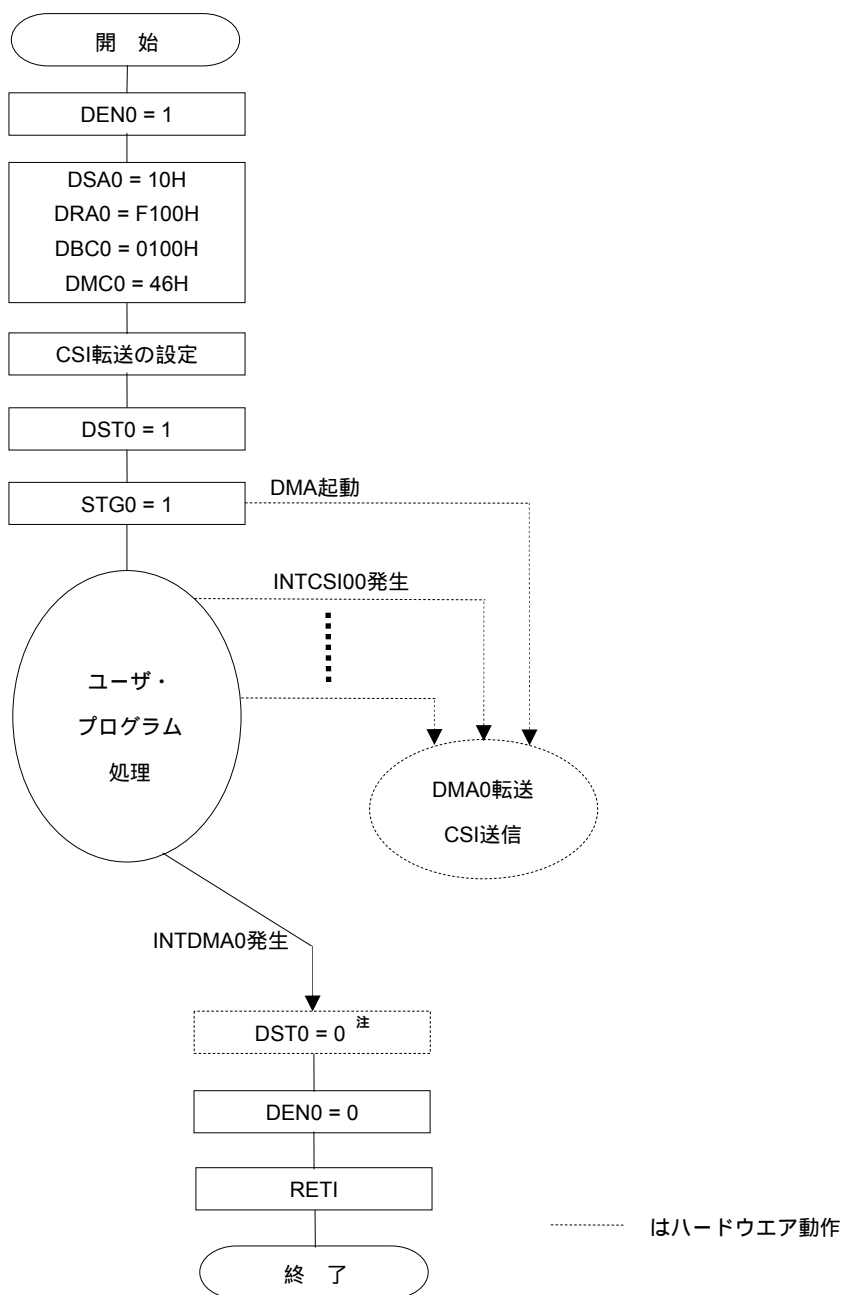 開　始
DEN0 = 1
DSA0 = 10H
DRA0 = F100H
DBC0 = 0100H
DMC0 = 46H
CSI転送の設定
DST0 = 1
STG0 = 1
DMA起動
INTCSI00発生
ユーザ・
プログラム
処理
DMA0転送
CSI送信
INTDMA0発生
DST0 = 0 注
DEN0 = 0
RETI
はハードウエア動作
終　了